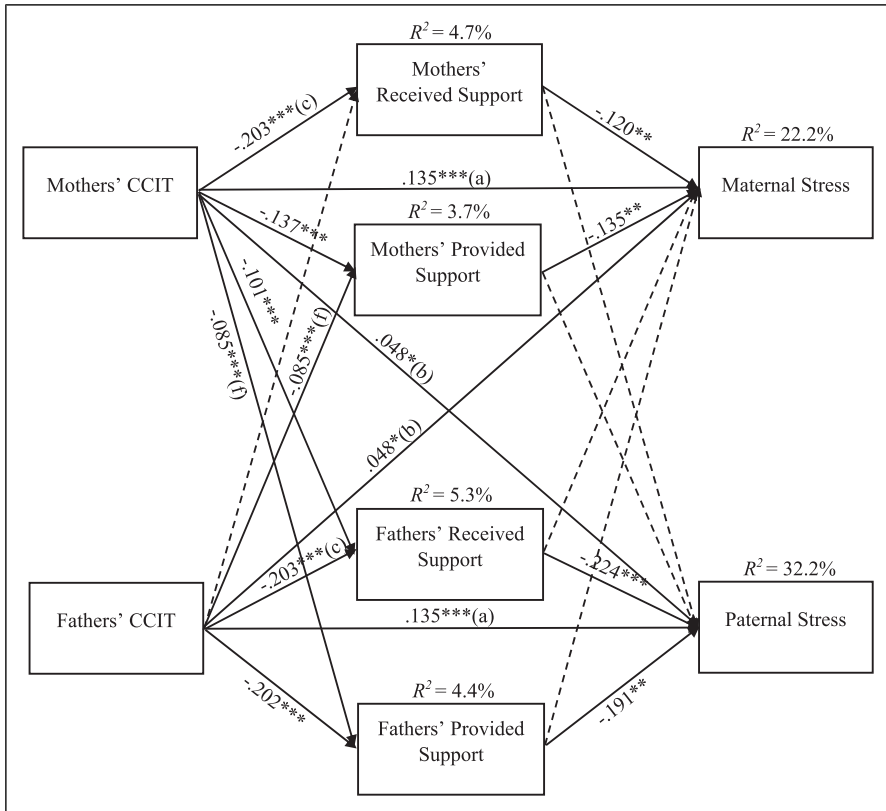 R² = 4.7%
Mothers’
Received Support
-.203***(c)
-.120**
R² = 22.2%
Mothers’ CCIT
.135***(a)
Maternal Stress
R² = 3.7%
-.137***
Mothers’ Provided
Support
-.135**
-.101***
-.085***(f)
-.085***(f)
.048*(b)
.048*(b)
R² = 5.3%
Fathers’ Received
Support
-.203***(c)
-.224***
R² = 32.2%
Fathers’ CCIT
.135***(a)
Paternal Stress
R² = 4.4%
-.202***
Fathers’ Provided
Support
-.191**